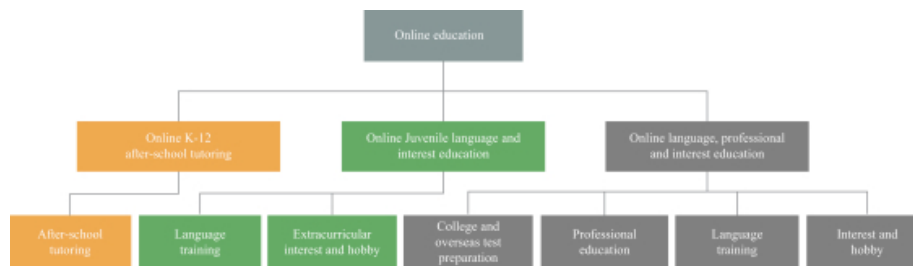 Online education
Online K-12
after-school tutoring
Online Juvenile language and
interest education
Online language, professional
and interest education
After-school
tutoring
Language
training
Extracurricular
interest and hobby
College and
overseas test
preparation
Professional
education
Language
training
Interest and
hobby